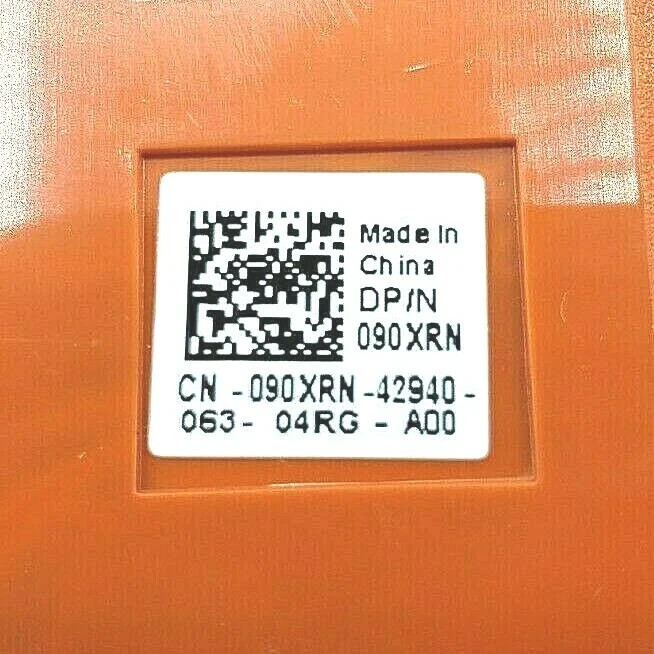 Made In
China
DP/N
090XRN
CN -090XRN -42940 -
063- 04RG - A00